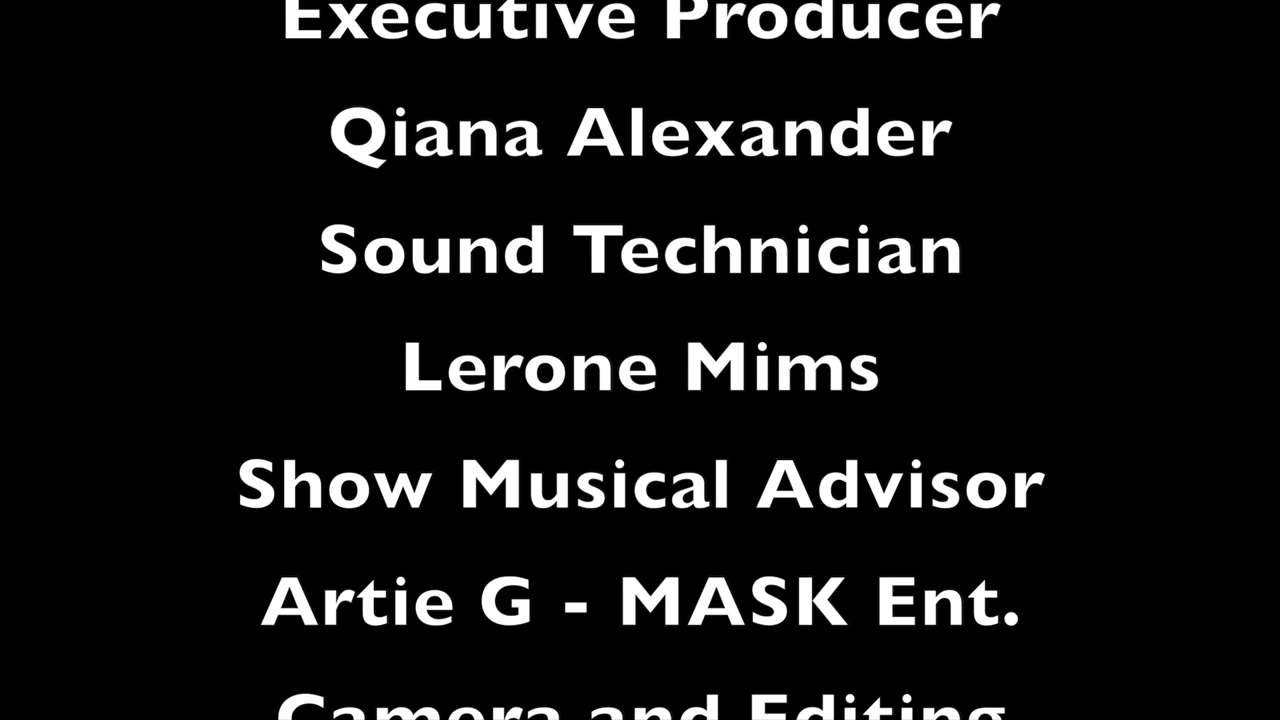 Executive Producer
Qiana Alexander
Sound Technician
Lerone Mims
Show Musical Advisor
Artie G - MASK Ent.
Camera and Editing